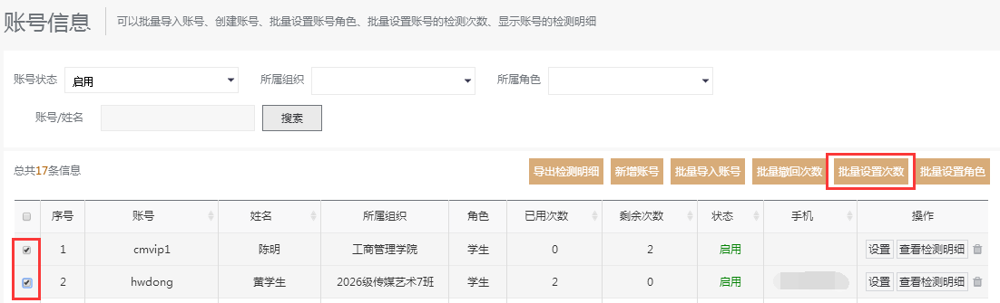 账号信息 可以批量导入账号、创建账号、批量设置账号角色、批量设置账号的检测次数、显示账号的检测明细
账号状态 启用 所属组织 所属角色
账号/姓名 搜索
总共17条信息 导出检测明细 新增账号 批量导入账号 批量撤回次数 批量设置次数 批量设置角色
序号 账号 姓名 所属组织 角色 已用次数 剩余次数 状态 手机 操作
1 cmvip1 陈明 工商管理学院 学生 0 2 启用 设置 查看检测明细
2 hwdong 黄学生 2026级传媒艺术7班 学生 2 0 启用 设置 查看检测明细